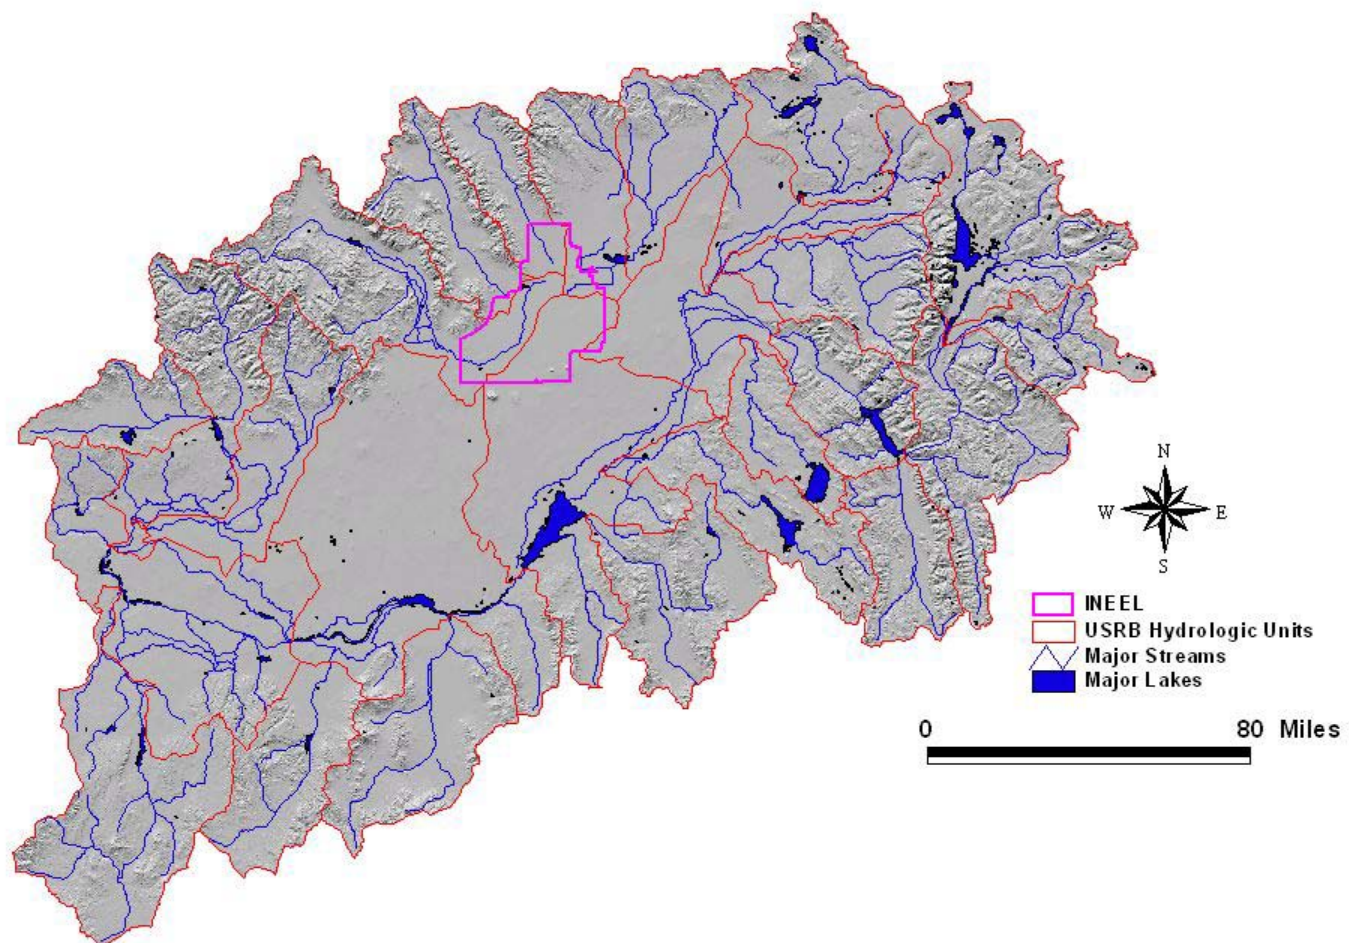 N
W E
S
INEEL
USRB Hydrologic Units
Major Streams
Major Lakes
0 80 Miles